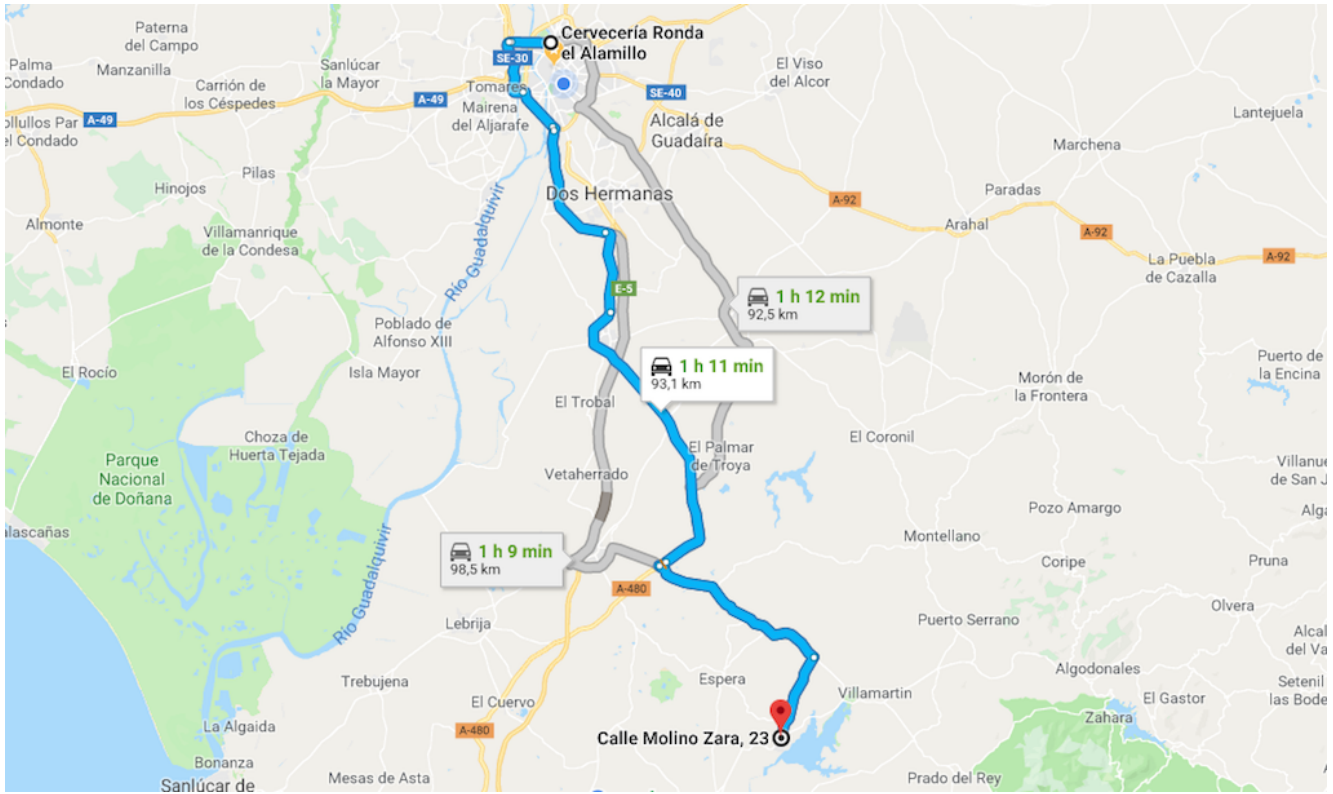 Paterna
del Campo
Cervecería Ronda
el Alamillo
Palma
Condado
Manzanilla
Sanlúcar
la Mayor
SE-30
El Viso
del Alcor
Carrión de
los Céspedes
A-49
Tomares
SE-40
Lantejuela
Mairena
del Aljarafe
A-49
ollullos Par
el Condado
Alcalá de
Guadaíra
Marchena
Pilas
Hinojos
Dos Hermanas
Paradas
A-92
Almonte
Villamanrique
de la Condesa
Arahal
A-92
La Puebla
de Cazalla
A-92
Río Guadalquivir
E-5
1 h 12 min
92,5 km
Poblado de
Alfonso XIII
El Rocío
Isla Mayor
1 h 11 min
93,1 km
Puerto de
la Encina
Morón de
la Frontera
El Trobal
Choza de
Huerta Tejada
El Coronil
El Palmar
de Troya
Parque
Nacional
de Doñana
Vetaherrado
Villanue
de San J
alascañas
Pozo Amargo
Alga
Montellano
1 h 9 min
98,5 km
Coripe
Pruna
Río Guadalquivir
A-480
Lebrija
Puerto Serrano
Olvera
Alcal
del Va
Trebujena
Espera
Villamartin
Algodonales
Setenil
las Bode
El Gastor
El Cuervo
Zahara
La Algaida
A-480
Calle Molino Zara, 23
Bonanza
Mesas de Asta
Prado del Rey
Sanlúcar de